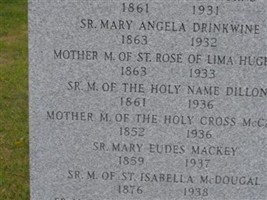 1861 1931
SR. MARY ANGELA DRINKWINE
1863 1932
MOTHER M. OF ST. ROSE OF LIMA HUGH
1863 1933
SR. M. OF THE HOLY NAME DILLON
1861 1936
MOTHER M. OF THE HOLY CROSS McC
1852 1936
SR. MARY EUDES MACKEY
1859 1937
SR. M. OF ST. ISABELLA McDOUGAL
1876 1938